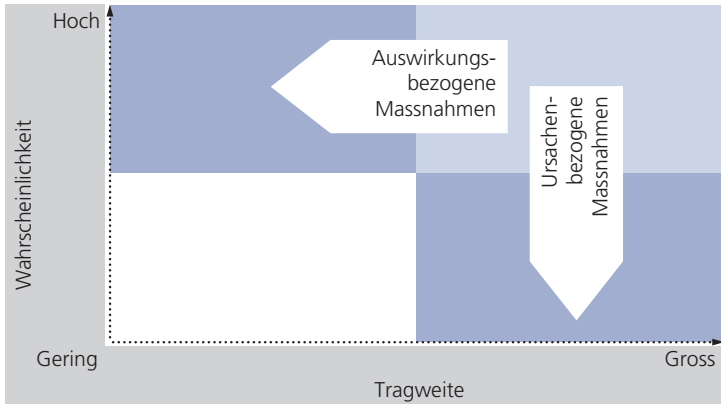 Hoch
Auswirkungs-
bezogene
Massnahmen
Ursachen-
bezogene
Massnahmen
Wahrscheinlichkeit
Gering
Gross
Tragweite